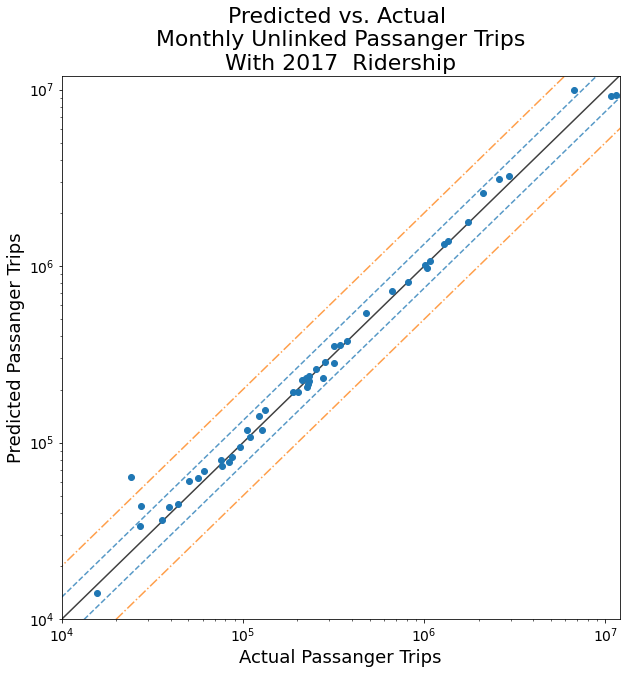 Predicted vs. Actual
Monthly Unlinked Passanger Trips
With 2017  Ridership
10^7
10^6
10^5
10^4
Predicted Passanger Trips
10^4 10^5 10^6 10^7
Actual Passanger Trips